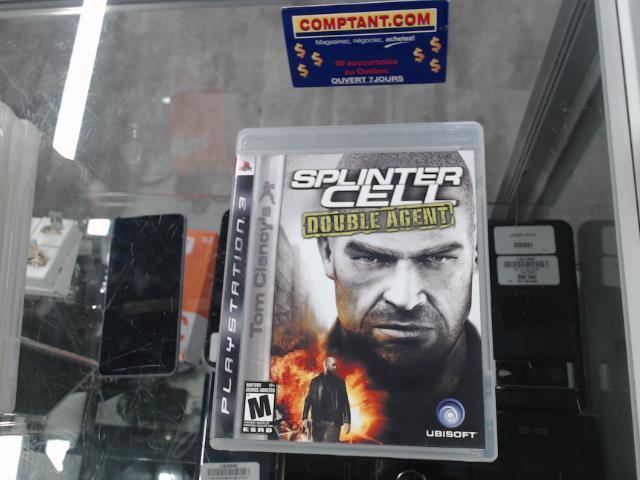 COMPTANT.COM
Magasinez, négociez, achetez!
40 succursales
au Québec
OUVERT 7 JOURS
PLAYSTATION 3
Tom Clancy's
SPLINTER
CELL
DOUBLE AGENT
M
ESRB
UBISOFT